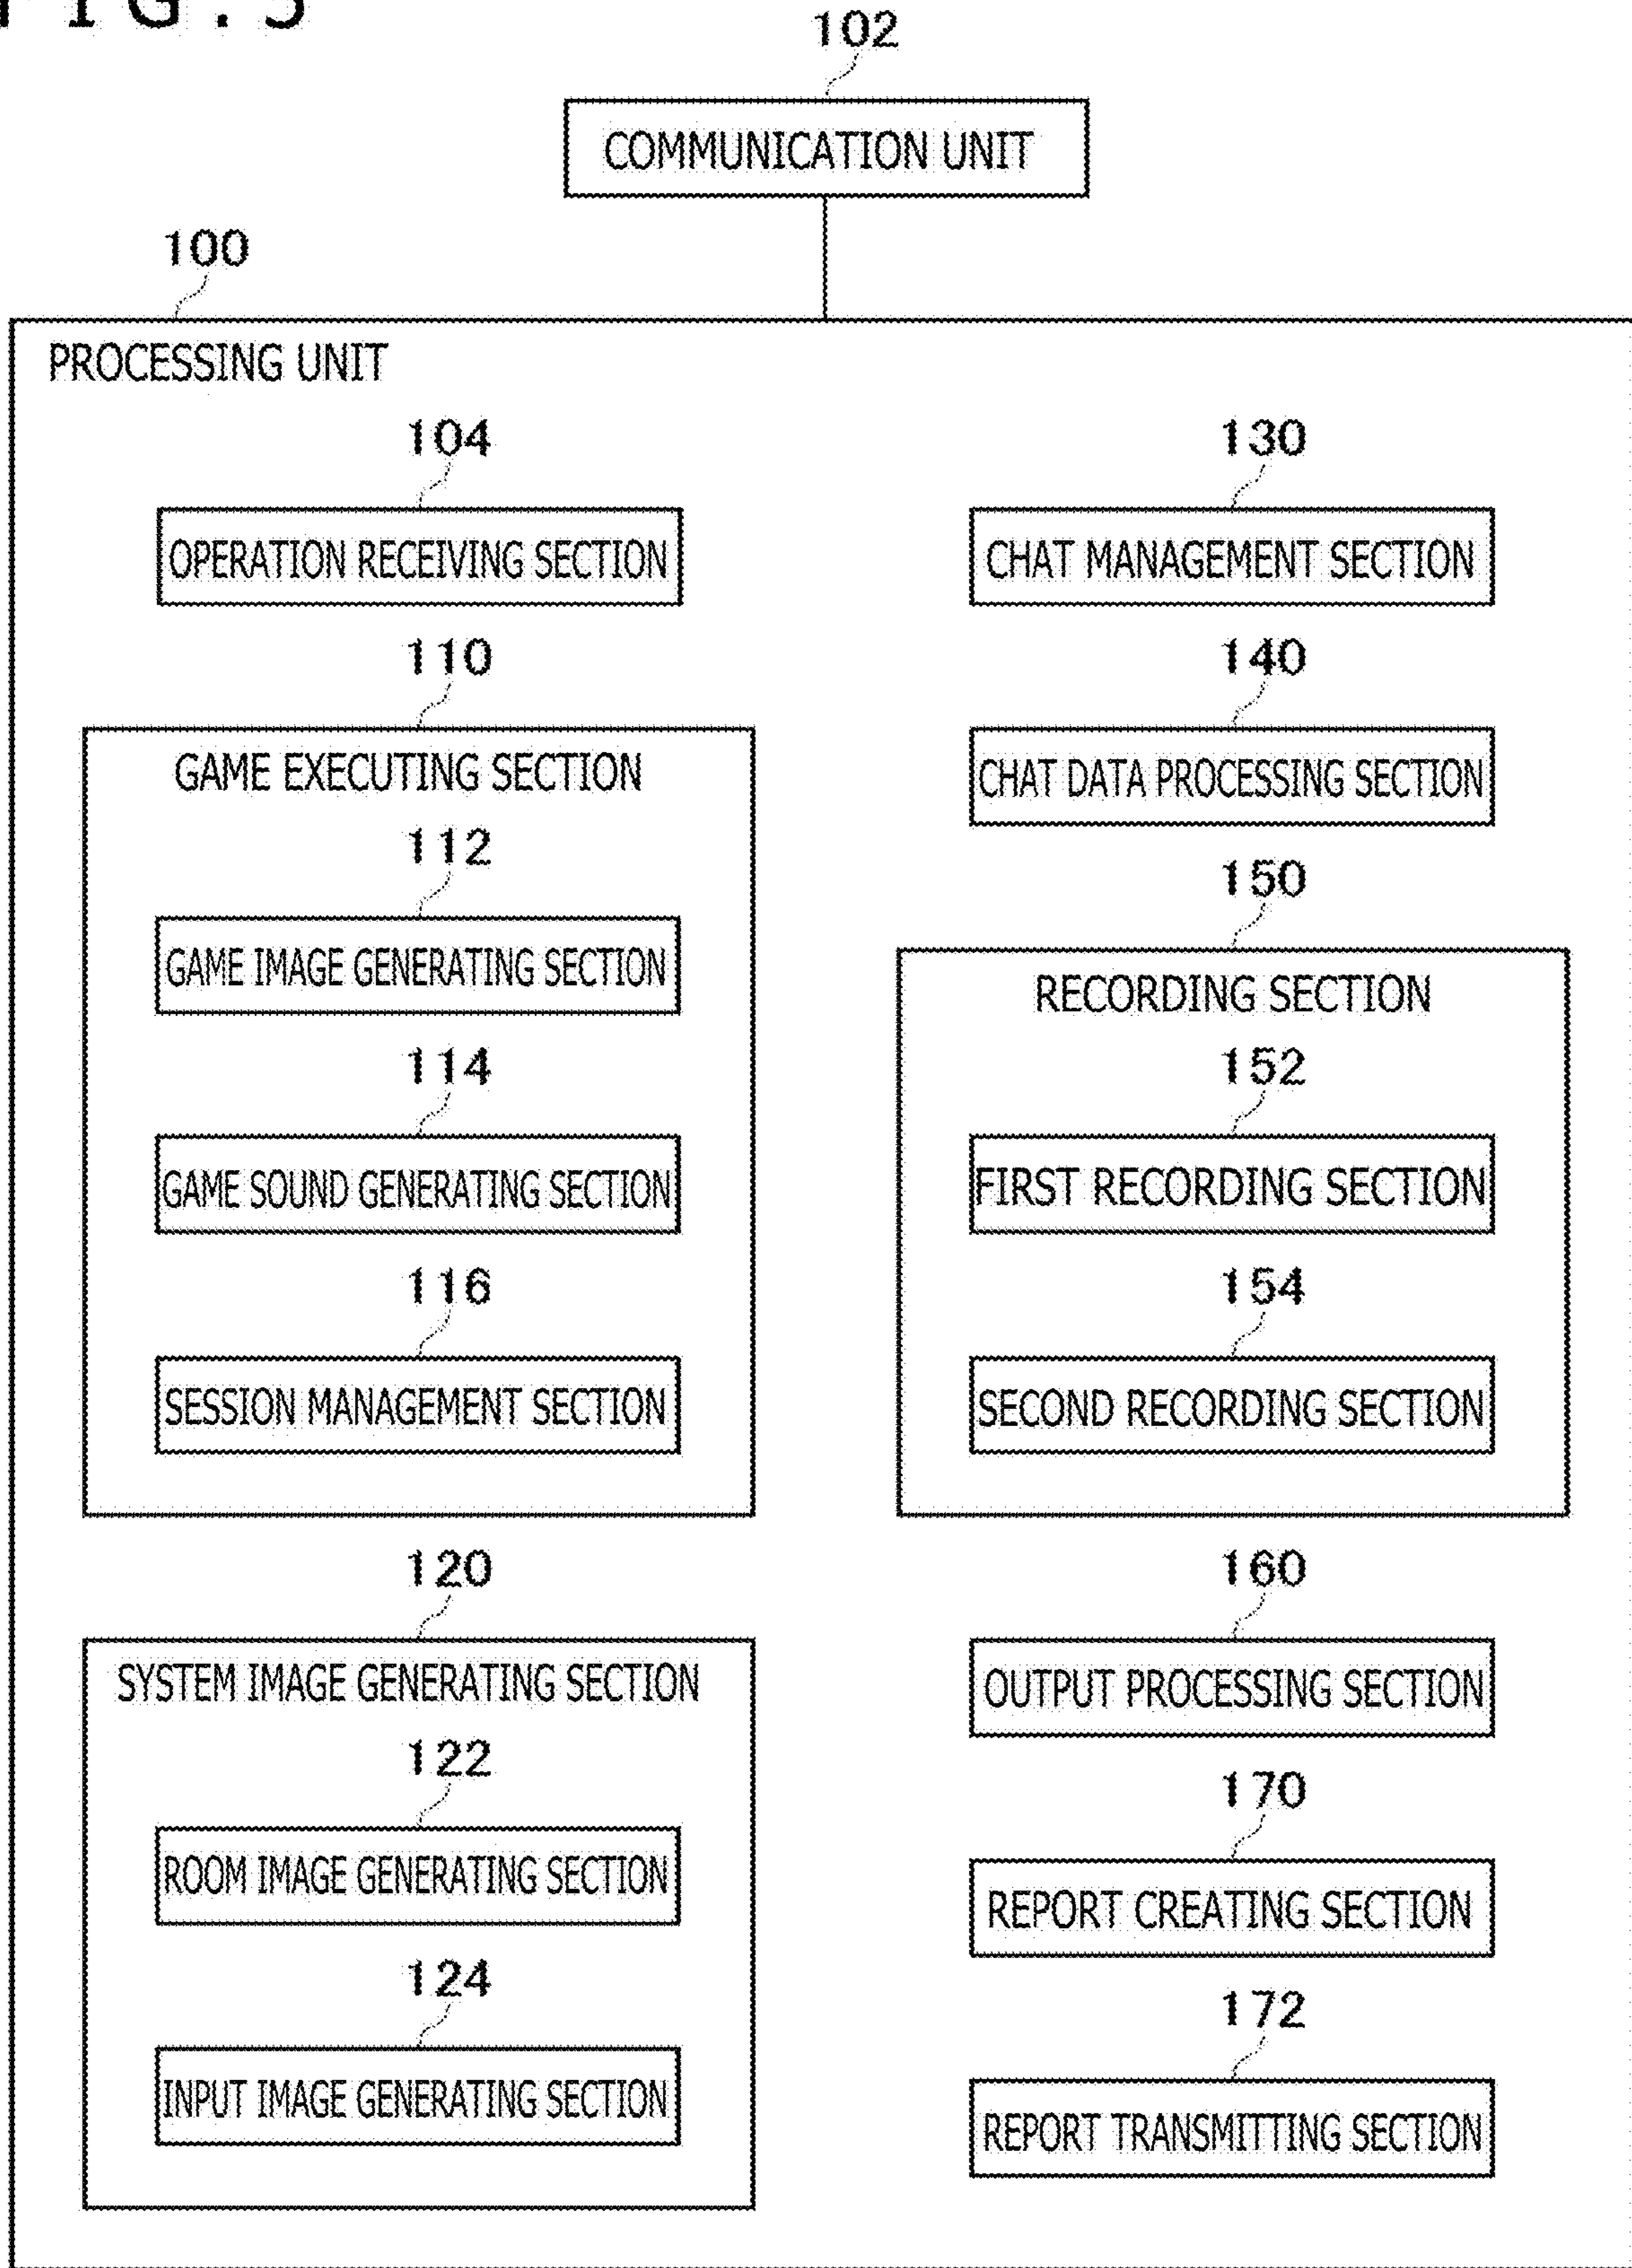 FIG.
102
COMMUNICATION UNIT
100
PROCESSING UNIT
104
OPERATION RECEIVING SECTION
110
GAME EXECUTING SECTION
112
GAME IMAGE GENERATING SECTION
114
GAME SOUND GENERATING SECTION
116
SESSION MANAGEMENT SECTION
120
SYSTEM IMAGE GENERATING SECTION
122
ROOM IMAGE GENERATING SECTION
124
INPUT IMAGE GENERATING SECTION
130
CHAT MANAGEMENT SECTION
140
CHAT DATA PROCESSING SECTION
150
RECORDING SECTION
152
FIRST RECORDING SECTION
154
SECOND RECORDING SECTION
160
OUTPUT PROCESSING SECTION
170
REPORT CREATING SECTION
172
REPORT TRANSMITTING SECTION